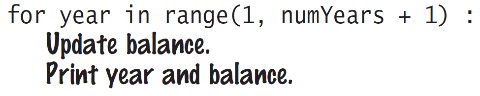 for year in range(1, numYears + 1) :
Update balance.
Print year and balance.